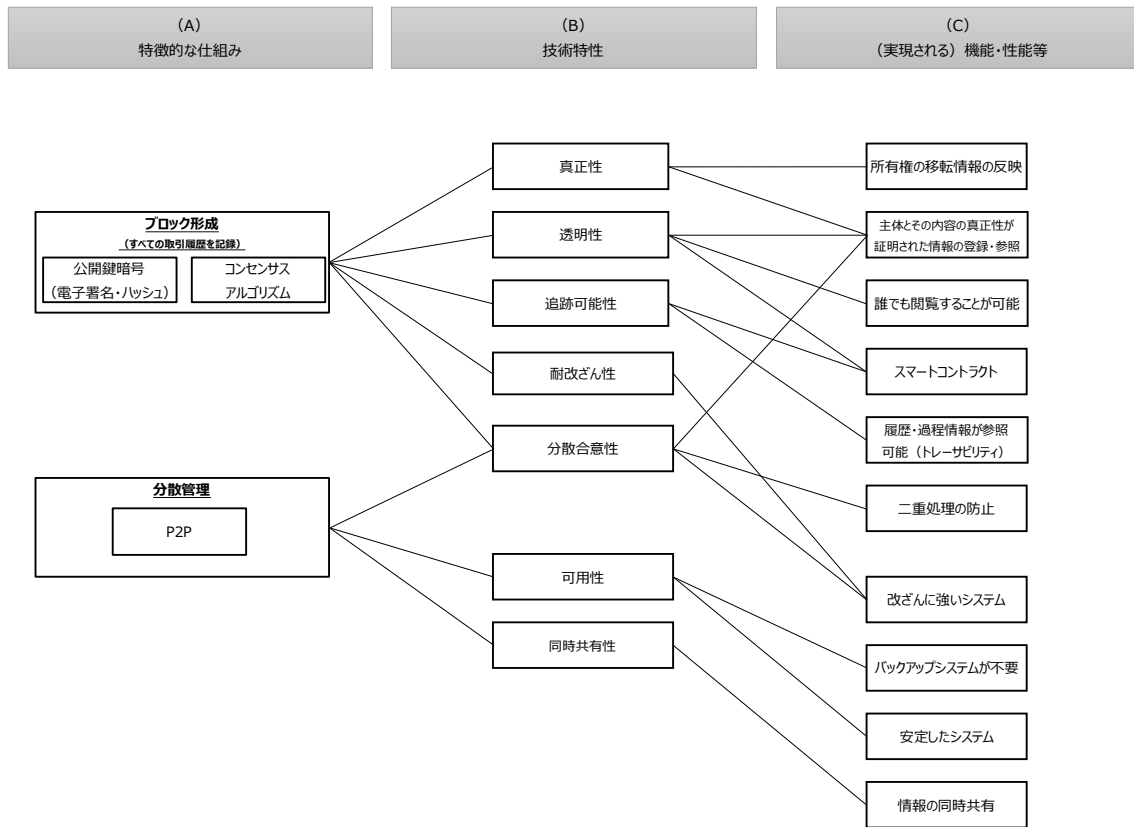 (A)
特徴的な仕組み
(B)
技術特性
(C)
(実現される)機能・性能等
ブロック形成
(すべての取引履歴を記録)
公開鍵暗号
(電子署名・ハッシュ)
コンセンサス
アルゴリズム
分散管理
P2P
真正性
透明性
追跡可能性
耐改ざん性
分散合意性
可用性
同時共有性
所有権の移転情報の反映
主体とその内容の真正性が
証明された情報の登録・参照
誰でも閲覧することが可能
スマートコントラクト
履歴・過程情報が参照
可能(トレーサビリティ)
二重処理の防止
改ざんに強いシステム
バックアップシステムが不要
安定したシステム
情報の同時共有